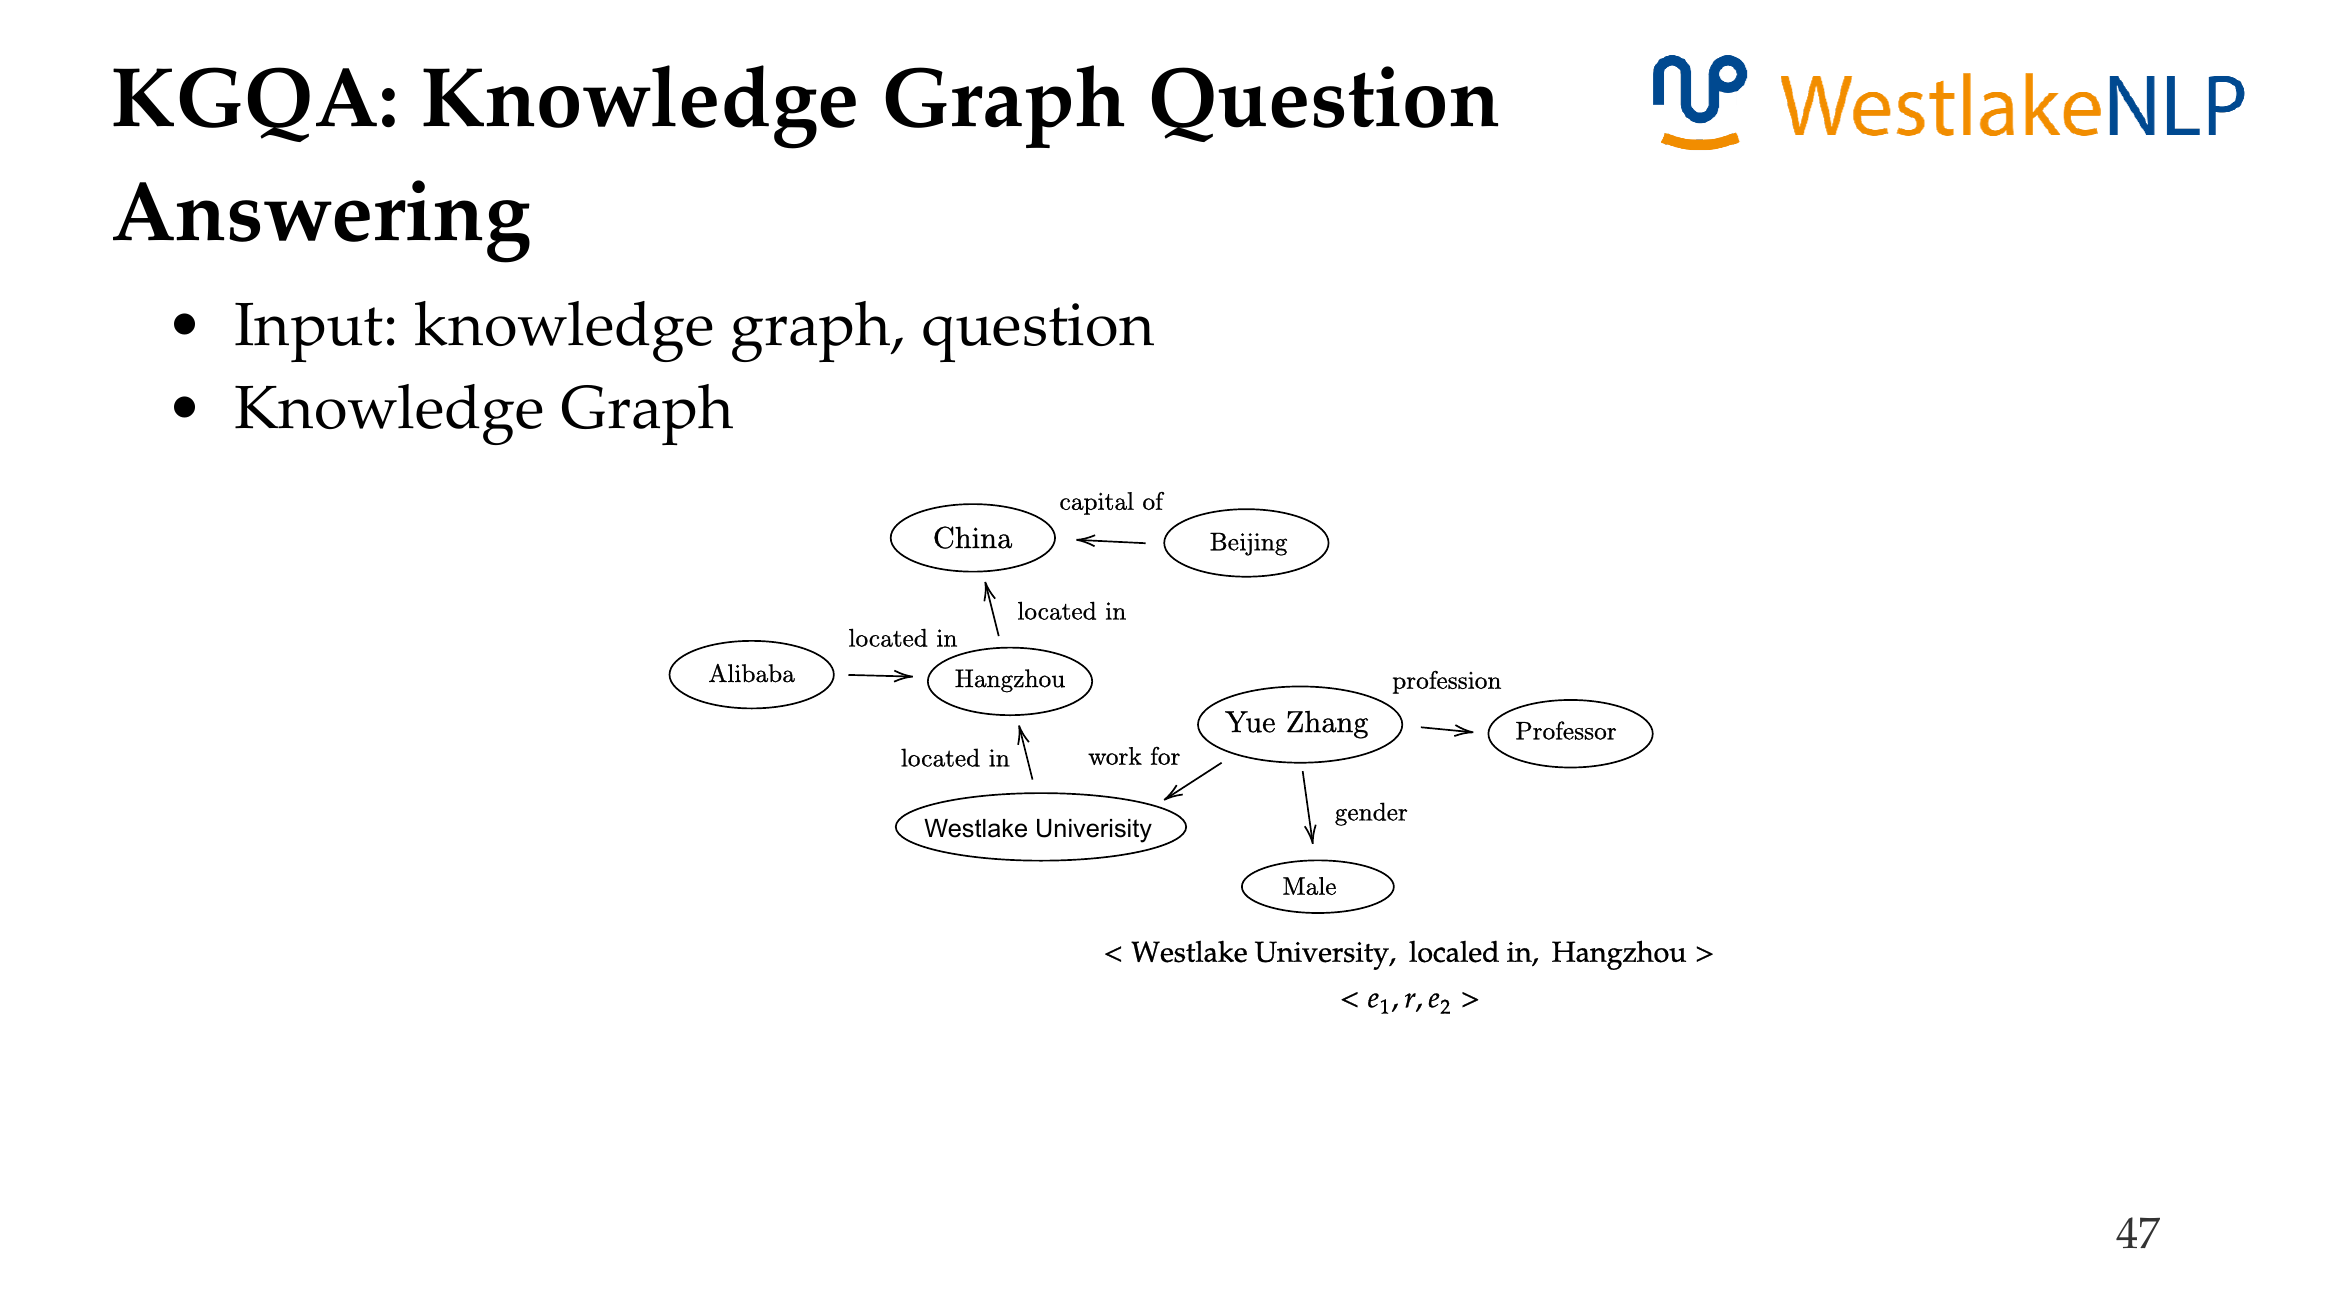 KGQA: Knowledge Graph Question
Answering
WestlakeNLP
• Input: knowledge graph, question
• Knowledge Graph
capital of
China
Beijing
located in
located in
Alibaba
Hangzhou
profession
Yue Zhang
Professor
located in
work for
gender
Westlake Univerisity
Male
< Westlake University, localed in, Hangzhou >
< e₁, r, e₂ >
47